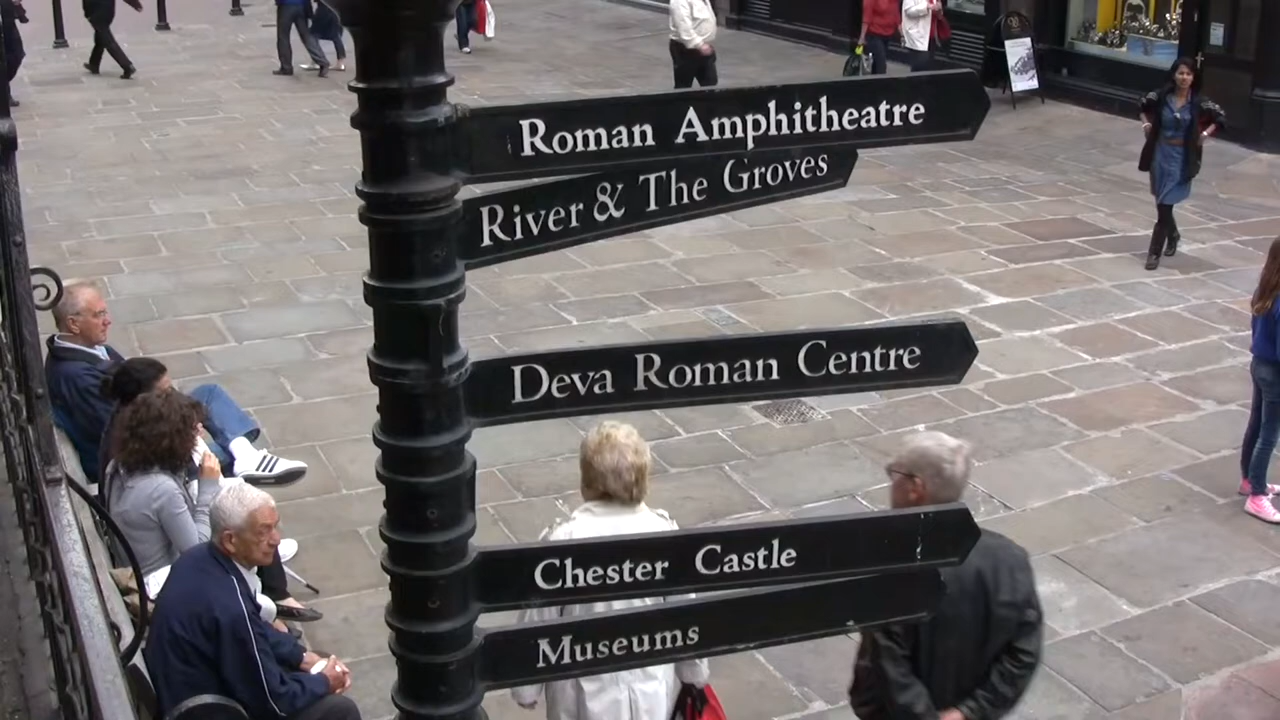 Roman Amphitheatre
River & The Groves
Deva Roman Centre
Chester Castle
Museums